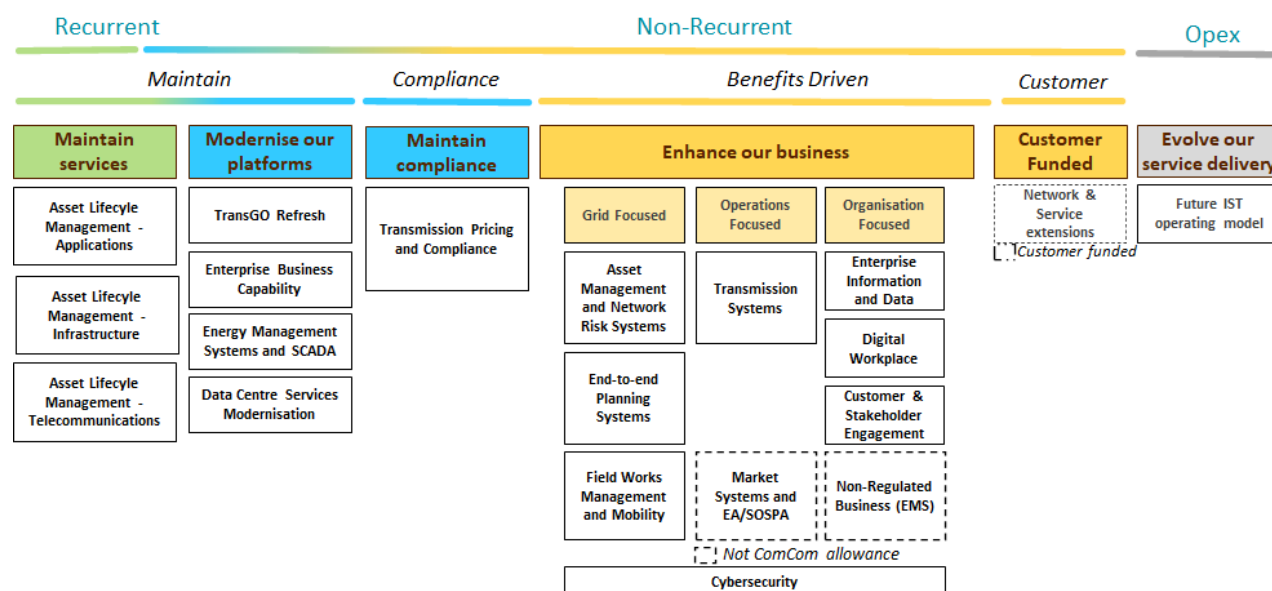 Recurrent
Non-Recurrent
Opex
Maintain
Compliance
Benefits Driven
Customer
Maintain
services
Modernise our
platforms
Maintain
compliance
Enhance our business
Customer
Funded
Evolve our
service delivery
Asset Lifecyle
Management -
Applications
Asset Lifecyle
Management -
Infrastructure
Asset Lifecyle
Management -
Telecommunications
TransGO Refresh
Enterprise Business
Capability
Energy Management
Systems and SCADA
Data Centre Services
Modernisation
Transmission Pricing
and Compliance
Grid Focused
Asset
Management
and Network
Risk Systems
End-to-end
Planning
Systems
Field Works
Management
and Mobility
Operations
Focused
Transmission
Systems
Market
Systems and
EA/SOSPA
Organisation
Focused
Enterprise
Information
and Data
Digital
Workplace
Customer &
Stakeholder
Engagement
Non-Regulated
Business (EMS)
Not ComCom allowance
Cybersecurity
Network &
Service
extensions
Customer funded
Future IST
operating model